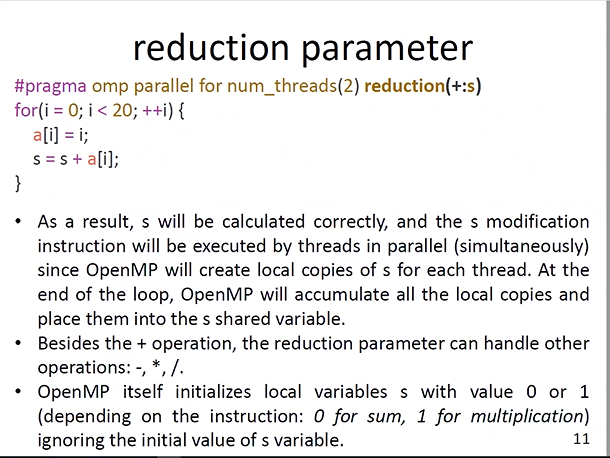 reduction parameter
#pragma omp parallel for num_threads(2) reduction(+:s)
for(i = 0; i < 20; ++i) {
a[i] = i;
s = s + a[i];
}
• As a result, s will be calculated correctly, and the s modification
instruction will be executed by threads in parallel (simultaneously)
since OpenMP will create local copies of s for each thread. At the
end of the loop, OpenMP will accumulate all the local copies and
place them into the s shared variable.
• Besides the + operation, the reduction parameter can handle other
operations: -, *, /.
• OpenMP itself initializes local variables s with value 0 or 1
(depending on the instruction: 0 for sum, 1 for multiplication)
ignoring the initial value of s variable.
11